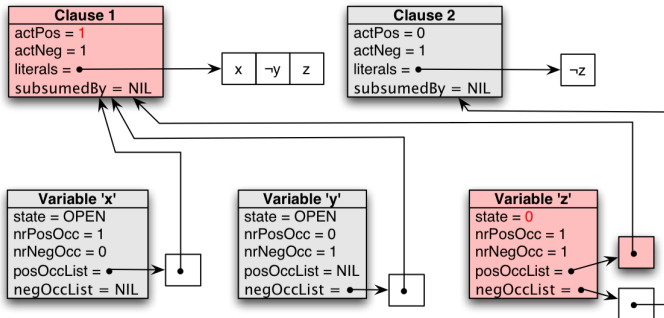 Clause 1
actPos = 1
actNeg = 1
literals =
subsumedBy = NIL
x ¬y z
Clause 2
actPos = 0
actNeg = 1
literals =
subsumedBy = NIL
¬z
Variable 'x'
state = OPEN
nrPosOcc = 1
nrNegOcc = 0
posOccList =
negOccList = NIL
Variable 'y'
state = OPEN
nrPosOcc = 0
nrNegOcc = 1
posOccList = NIL
negOccList =
Variable 'z'
state = 0
nrPosOcc = 1
nrNegOcc = 1
posOccList =
negOccList =